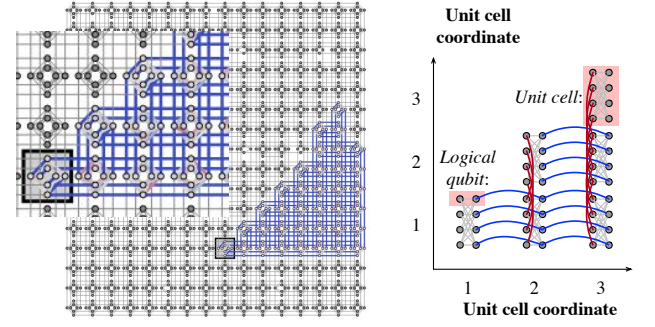 Unit cell
coordinate
3
Unit cell:
2
Logical
qubit:
1
1 2 3
Unit cell coordinate